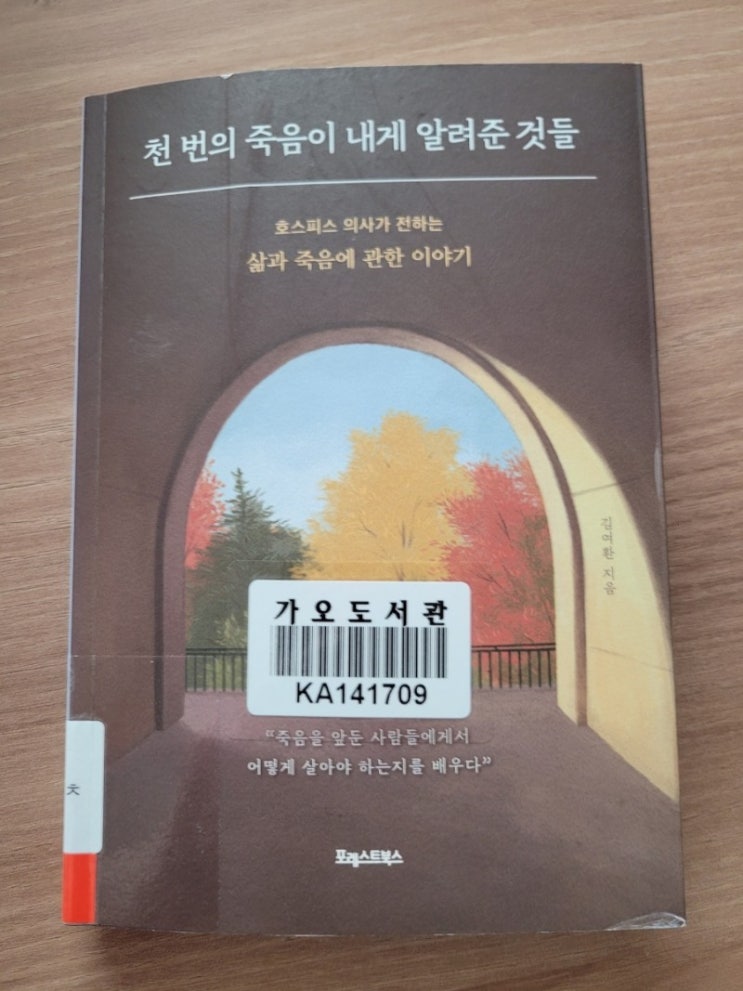 천 번의 죽음이 내게 알려준 것들
호스피스 의사가 전하는
삶과 죽음에 관한 이야기
김여환 지음
가오도서관
KA141709
“죽음을 앞둔 사람들에게서
어떻게 살아야 하는지를 배우다”
ㅊ
포레스트북스